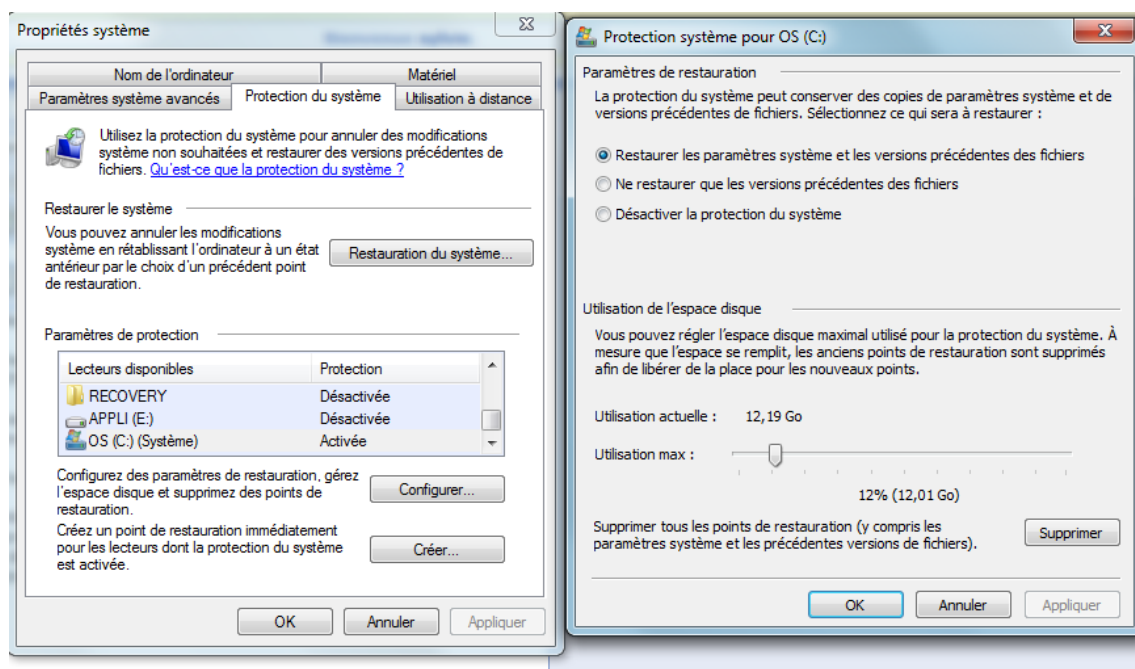 Propriétés système
Nom de l'ordinateur
Matériel
Paramètres système avancés
Protection du système
Utilisation à distance
Utilisez la protection du système pour annuler des modifications
système non souhaitées et restaurer des versions précédentes de
fichiers. Qu'est-ce que la protection du système ?
Restaurer le système
Vous pouvez annuler les modifications
système en rétablissant l'ordinateur à un état
antérieur par le choix d'un précédent point
de restauration.
Restauration du système...
Paramètres de protection
Lecteurs disponibles
Protection
RECOVERY
Désactivée
APPLI (E:)
Désactivée
OS (C:) (Système)
Activée
Configurez des paramètres de restauration, gérez
l'espace disque et supprimez des points de
restauration.
Configurer...
Créez un point de restauration immédiatement
pour les lecteurs dont la protection du système
est activée.
Créer...
OK
Annuler
Appliquer
Protection système pour OS (C:)
Paramètres de restauration
La protection du système peut conserver des copies de paramètres système et de
versions précédentes de fichiers. Sélectionnez ce qui sera à restaurer :
Restaurer les paramètres système et les versions précédentes des fichiers
Ne restaurer que les versions précédentes des fichiers
Désactiver la protection du système
Utilisation de l'espace disque
Vous pouvez régler l'espace disque maximal utilisé pour la protection du système. À
mesure que l'espace se remplit, les anciens points de restauration sont supprimés
afin de libérer de la place pour les nouveaux points.
Utilisation actuelle :
12,19 Go
Utilisation max :
12% (12,01 Go)
Supprimer tous les points de restauration (y compris les
paramètres système et les précédentes versions de fichiers).
Supprimer
OK
Annuler
Appliquer